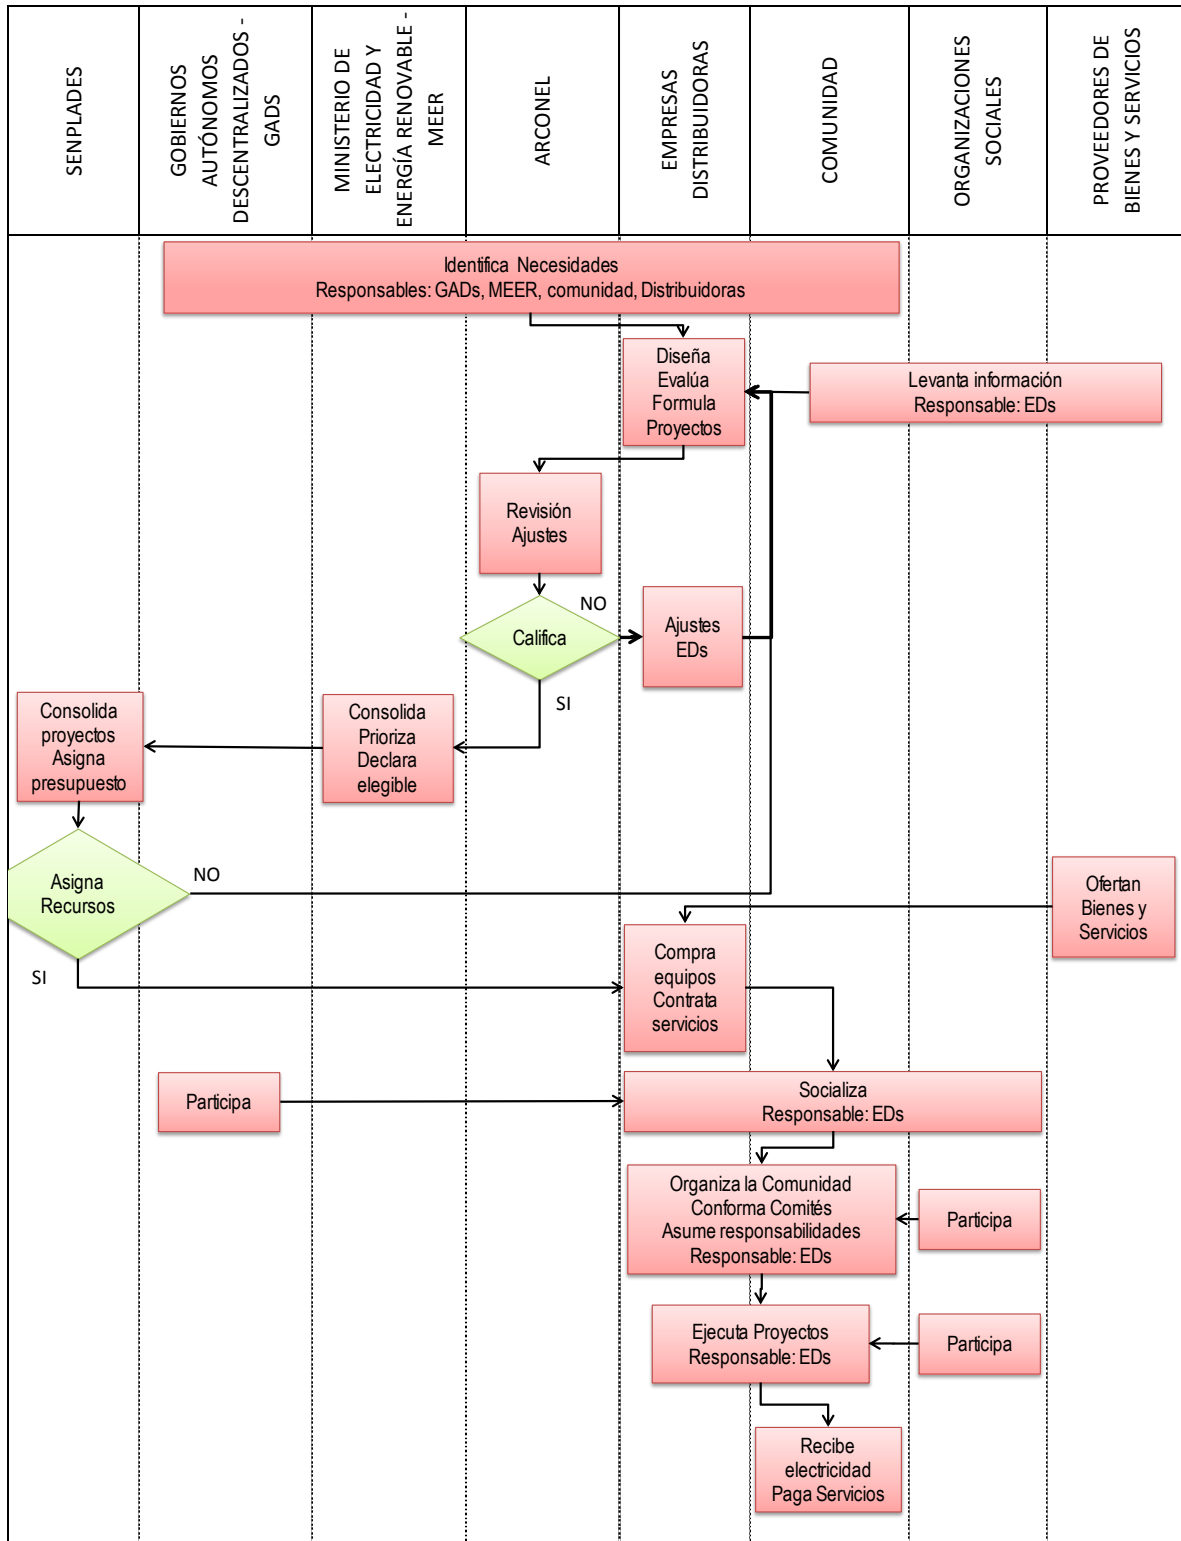 SENPLADES
GOBIERNOS
AUTÓNOMOS
DESCENTRALIZADOS -
GADS
MINISTERIO DE
ELECTRICIDAD Y
ENERGÍA RENOVABLE -
MEER
ARCONEL
EMPRESAS
DISTRIBUIDORAS
COMUNIDAD
ORGANIZACIONES
SOCIALES
PROVEEDORES DE
BIENES Y SERVICIOS
Identifica Necesidades
Responsables: GADs, MEER, comunidad, Distribuidoras
Diseña
Evalúa
Formula
Proyectos
Levanta información
Responsable: EDs
Revisión
Ajustes
Califica
NO
Ajustes
EDs
SI
Consolida
Prioriza
Declara
elegible
Consolida
proyectos
Asigna
presupuesto
Asigna
Recursos
NO
SI
Ofertan
Bienes y
Servicios
Compra
equipos
Contrata
servicios
Participa
Socializa
Responsable: EDs
Organiza la Comunidad
Conforma Comités
Asume responsabilidades
Responsable: EDs
Participa
Ejecuta Proyectos
Responsable: EDs
Participa
Recibe
electricidad
Paga Servicios